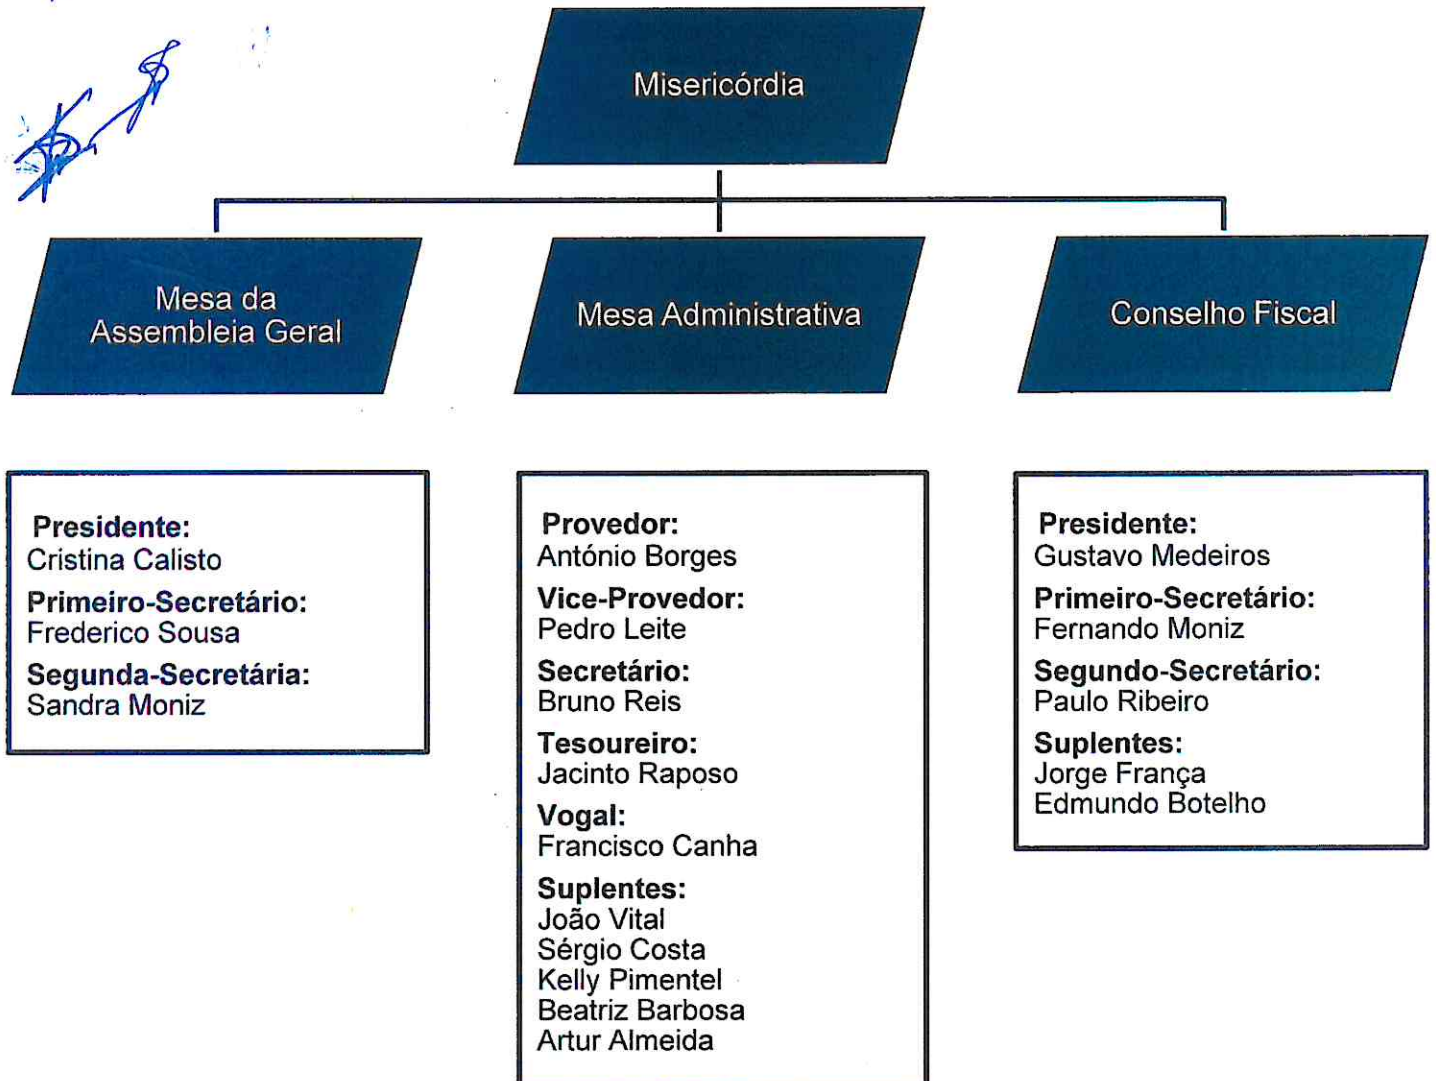 Misericórdia
Mesa da
Assembleia Geral
Mesa Administrativa
Conselho Fiscal
Presidente:
Cristina Calisto
Primeiro-Secretário:
Frederico Sousa
Segunda-Secretária:
Sandra Moniz
Provedor:
António Borges
Vice-Provedor:
Pedro Leite
Secretário:
Bruno Reis
Tesoureiro:
Jacinto Raposo
Vogal:
Francisco Canha
Suplentes:
João Vital
Sérgio Costa
Kelly Pimentel
Beatriz Barbosa
Artur Almeida
Presidente:
Gustavo Medeiros
Primeiro-Secretário:
Fernando Moniz
Segundo-Secretário:
Paulo Ribeiro
Suplentes:
Jorge França
Edmundo Botelho